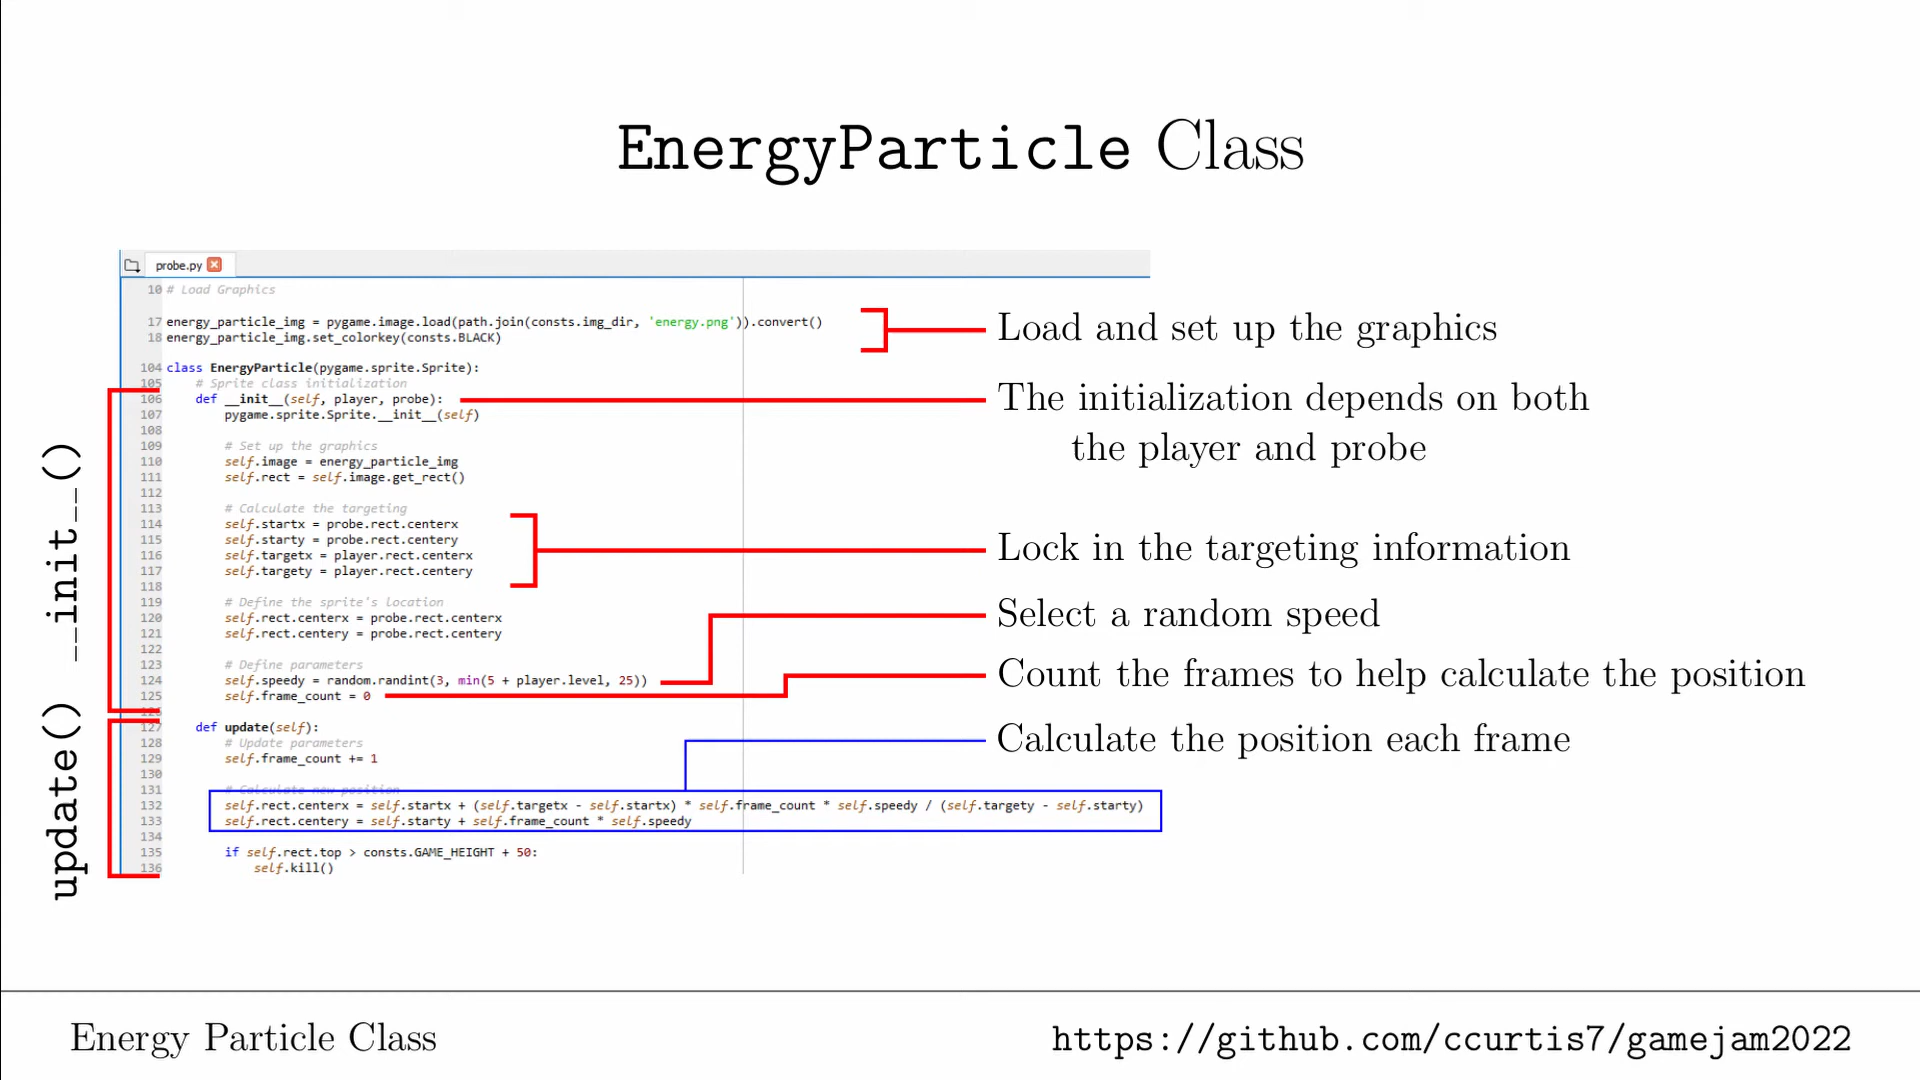 EnergyParticle Class
probe.py
10 # Load Graphics
17 energy_particle_img = pygame.image.load(path.join(consts.img_dir, 'energy.png')).convert()
18 energy_particle_img.set_colorkey(consts.BLACK)
104 class EnergyParticle(pygame.sprite.Sprite):
105     # Sprite class initialization
106     def __init__(self, player, probe):
107         pygame.sprite.Sprite.__init__(self)
108
109         # Set up the graphics
110         self.image = energy_particle_img
111         self.rect = self.image.get_rect()
112
113         # Calculate the targeting
114         self.startx = probe.rect.centerx
115         self.starty = probe.rect.centery
116         self.targetx = player.rect.centerx
117         self.targety = player.rect.centery
118
119         # Define the sprite's location
120         self.rect.centerx = probe.rect.centerx
121         self.rect.centery = probe.rect.centery
122
123         # Define parameters
124         self.speedy = random.randint(3, min(5 + player.level, 25))
125         self.frame_count = 0
126
127     def update(self):
128         # Update parameters
129         self.frame_count += 1
130
131         # Calculate new position
132         self.rect.centerx = self.startx + (self.targetx - self.startx) * self.frame_count * self.speedy / (self.targety - self.starty)
133         self.rect.centery = self.starty + self.frame_count * self.speedy
134
135         if self.rect.top > consts.GAME_HEIGHT + 50:
136             self.kill()
__init__()
update()
Load and set up the graphics
The initialization depends on both
the player and probe
Lock in the targeting information
Select a random speed
Count the frames to help calculate the position
Calculate the position each frame
Energy Particle Class
https://github.com/ccurtis7/gamejam2022